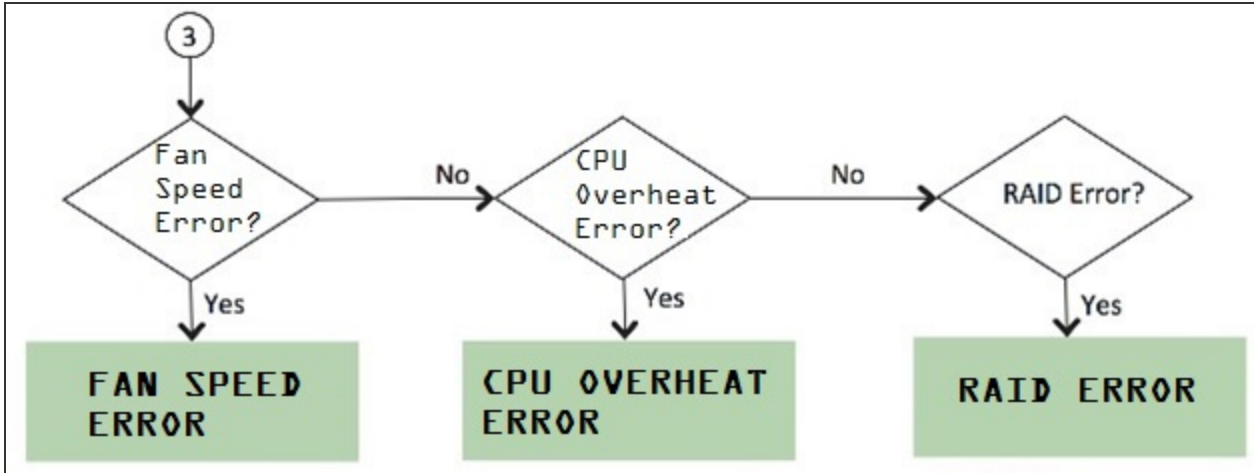 3
Fan
Speed
Error?
No
CPU
Overheat
Error?
No
RAID Error?
Yes
Yes
Yes
FAN SPEED
ERROR
CPU OVERHEAT
ERROR
RAID ERROR